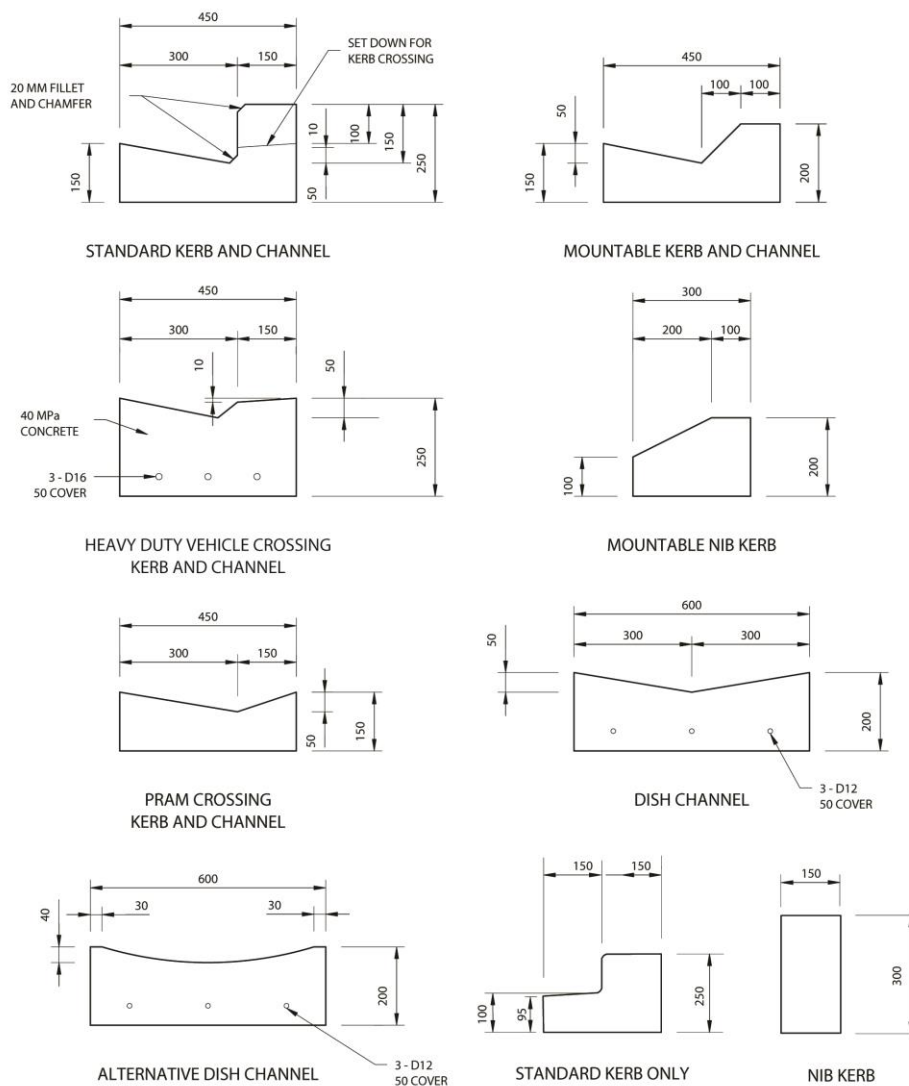 450
300
150
SET DOWN FOR
KERB CROSSING
20 MM FILLET
AND CHAMFER
150
10
50
100
150
250
STANDARD KERB AND CHANNEL
450
100
100
50
150
200
MOUNTABLE KERB AND CHANNEL
450
300
150
10
50
40 MPa
CONCRETE
250
3 - D16
50 COVER
HEAVY DUTY VEHICLE CROSSING
KERB AND CHANNEL
300
200
100
100
200
MOUNTABLE NIB KERB
450
300
150
50
150
PRAM CROSSING
KERB AND CHANNEL
600
300
300
50
200
3 - D12
50 COVER
DISH CHANNEL
600
30
30
40
200
3 - D12
50 COVER
ALTERNATIVE DISH CHANNEL
150
150
100
95
250
STANDARD KERB ONLY
150
300
NIB KERB